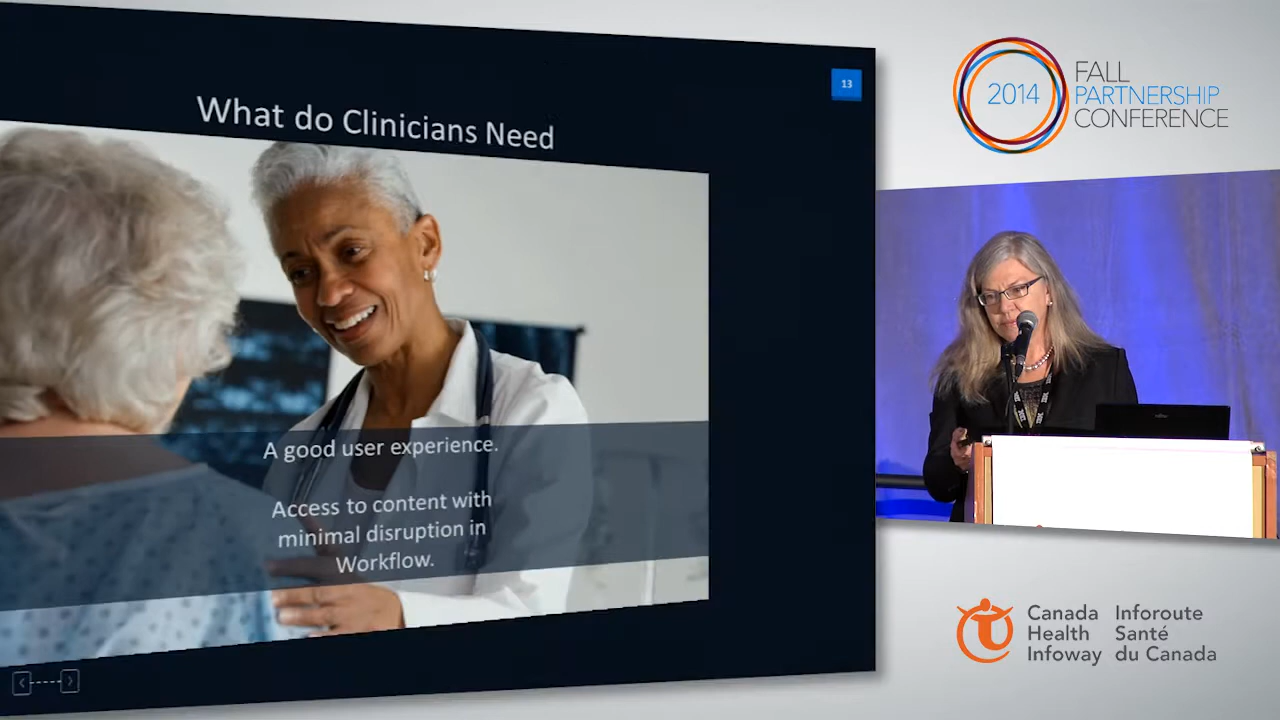 13
What do Clinicians Need
A good user experience.
Access to content with
minimal disruption in
Workflow.
2014
FALL
PARTNERSHIP
CONFERENCE
Canada
Health
Infoway
Inforoute
Santé
du Canada